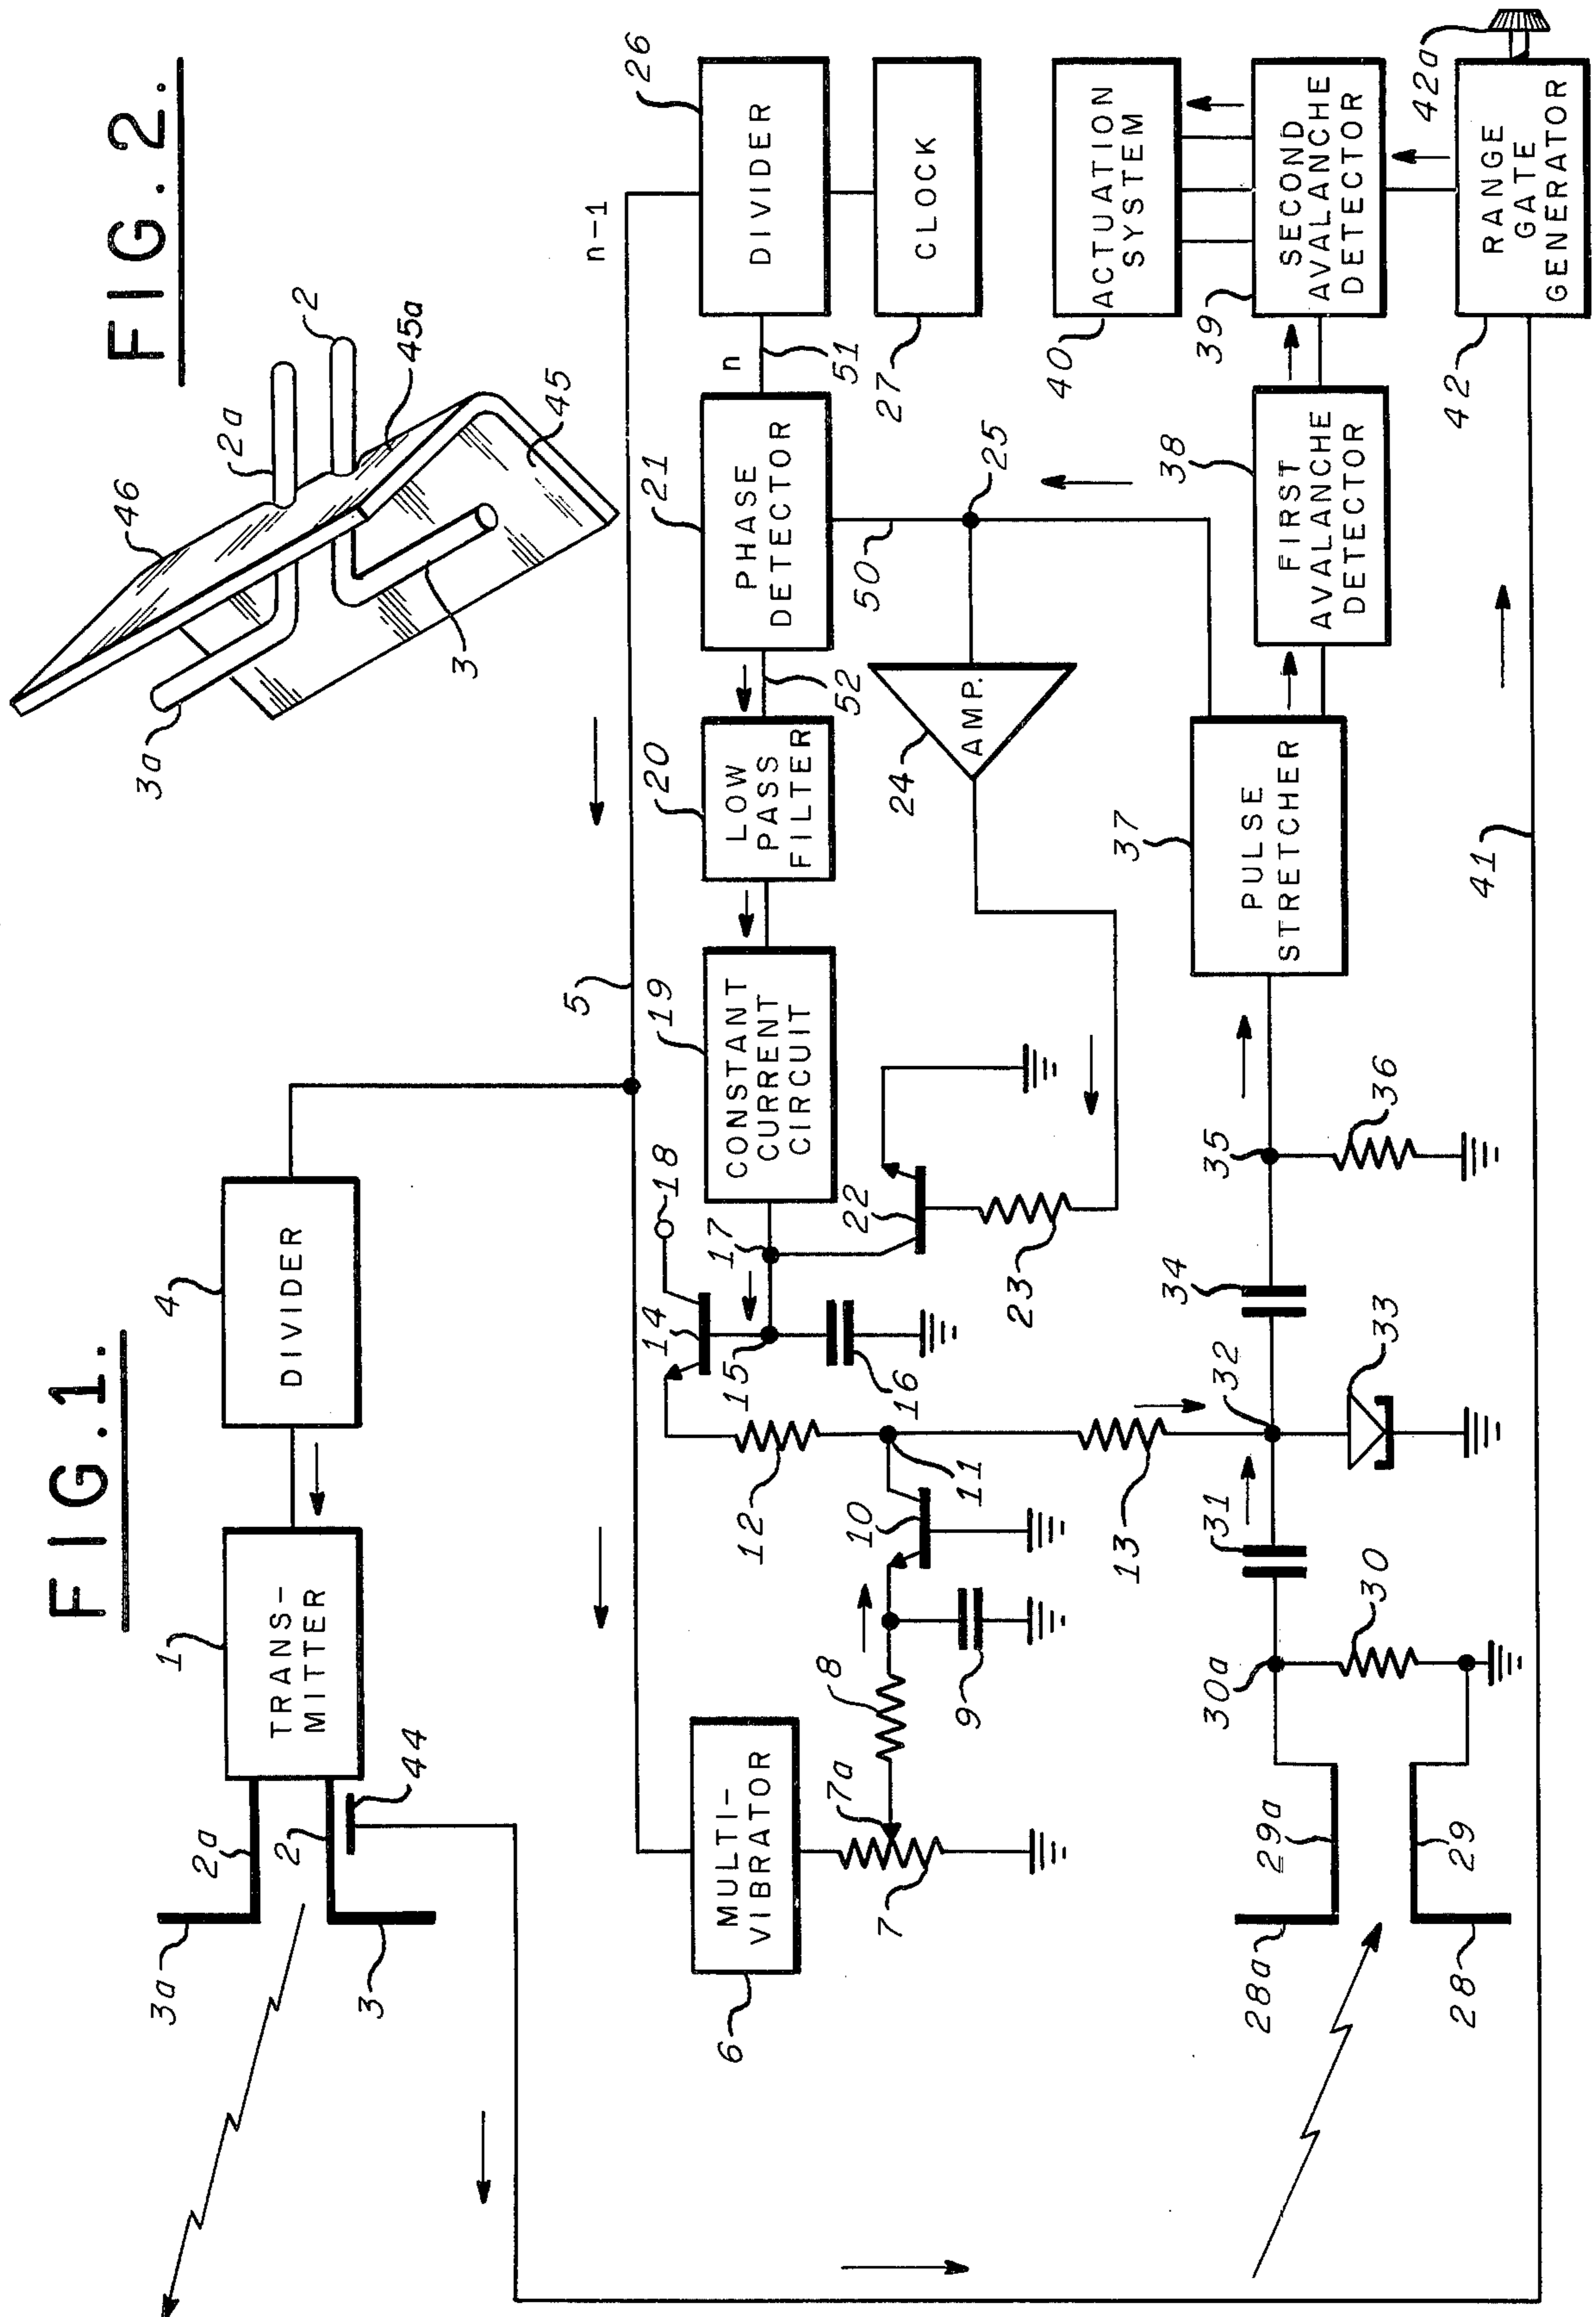 FIG. 1.
FIG. 2.
3a
2a
2
3
44
1
TRANS-
MITTER
4
DIVIDER
3a
46
2a
2
45a
45
3
5
n-1
6
MULTI-
VIBRATOR
7
7a
8
9
10
11
12
13
14
15
16
17
18
19
CONSTANT
CURRENT
CIRCUIT
20
LOW
PASS
FILTER
52
21
PHASE
DETECTOR
n
51
26
DIVIDER
27
CLOCK
22
23
24
AMP.
25
50
28a
28
29a
29
30a
30
31
32
33
34
35
36
37
PULSE
STRETCHER
38
FIRST
AVALANCHE
DETECTOR
39
SECOND
AVALANCHE
DETECTOR
40
ACTUATION
SYSTEM
41
42
RANGE
GATE
GENERATOR
42a